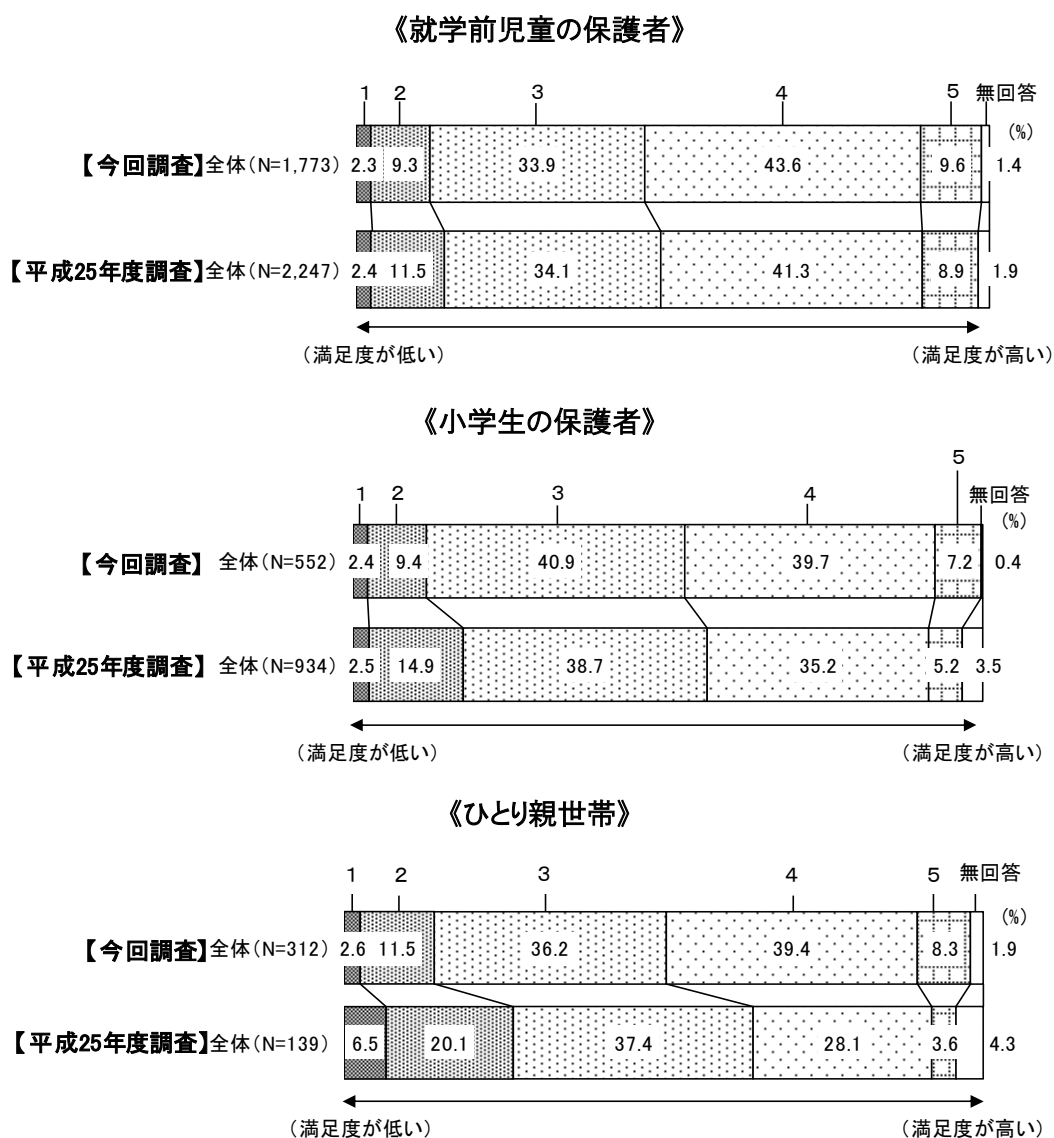 《就学前児童の保護者》
1 2 3 4 5 無回答
(%)
【今回調査】全体(N=1,773) 2.3 9.3 33.9 43.6 9.6 1.4
【平成25年度調査】全体(N=2,247) 2.4 11.5 34.1 41.3 8.9 1.9
(満足度が低い) (満足度が高い)
《小学生の保護者》
1 2 3 4 5 無回答
(%)
【今回調査】 全体(N=552) 2.4 9.4 40.9 39.7 7.2 0.4
【平成25年度調査】 全体(N=934) 2.5 14.9 38.7 35.2 5.2 3.5
(満足度が低い) (満足度が高い)
《ひとり親世帯》
1 2 3 4 5 無回答
(%)
【今回調査】全体(N=312) 2.6 11.5 36.2 39.4 8.3 1.9
【平成25年度調査】全体(N=139) 6.5 20.1 37.4 28.1 3.6 4.3
(満足度が低い) (満足度が高い)